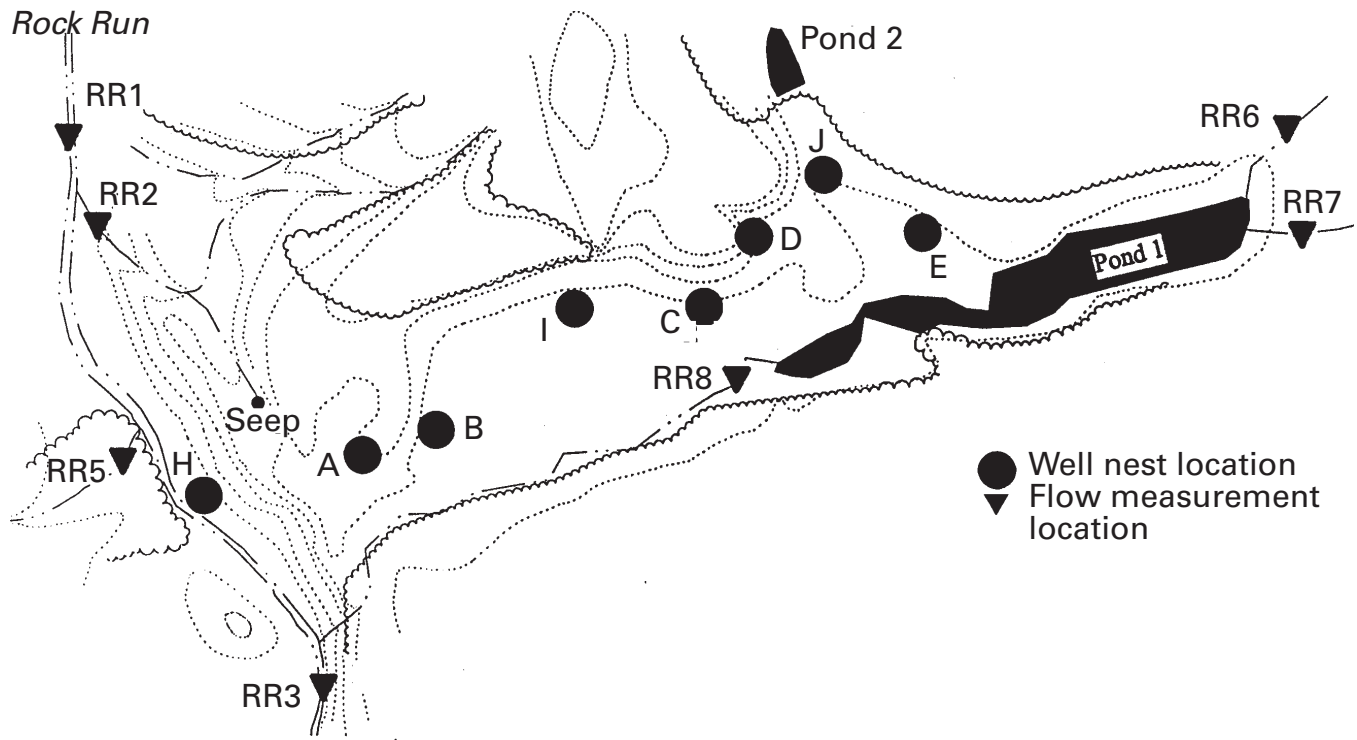 Rock Run
Pond 2
RR1
RR6
J
RR2
RR7
D
E
Pond 1
I
C
RR8
Seep
B
A
RR5
H
Well nest location
Flow measurement
location
RR3